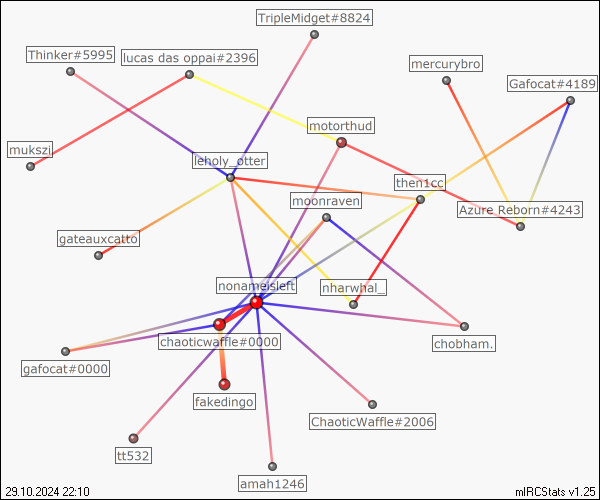 TripleMidget#8824
Thinker#5995
lucas das oppai#2396
mercurybro
Gafocat#4189
motorthud
mukszi
leholy_otter
then1cc
moonraven
Azure Reborn#4243
gateauxcatto
nonameisleft
nharwhal_
chaoticwaffle#0000
chobham.
gafocat#0000
fakedingo
ChaoticWaffle#2006
tt532
amah1246
29.10.2024 22:10
mIRCStats v1.25